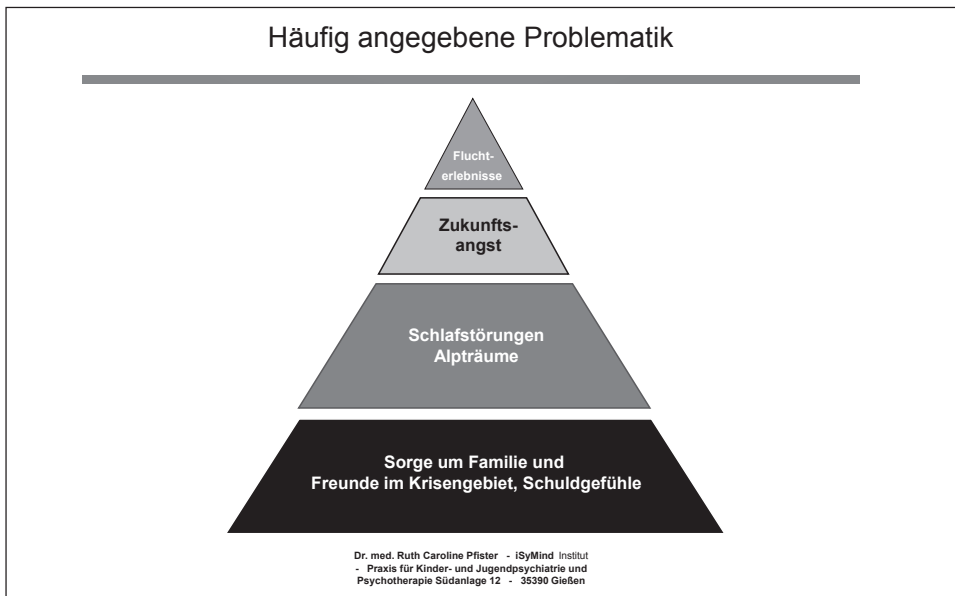 Häufig angegebene Problematik
Flucht-
erlebnisse
Zukunfts-
angst
Schlafstörungen
Alpträume
Sorge um Familie und
Freunde im Krisengebiet, Schuldgefühle
Dr. med. Ruth Caroline Pfister - iSyMind Institut
- Praxis für Kinder- und Jugendpsychiatrie und
Psychotherapie Südanlage 12 - 35390 Gießen